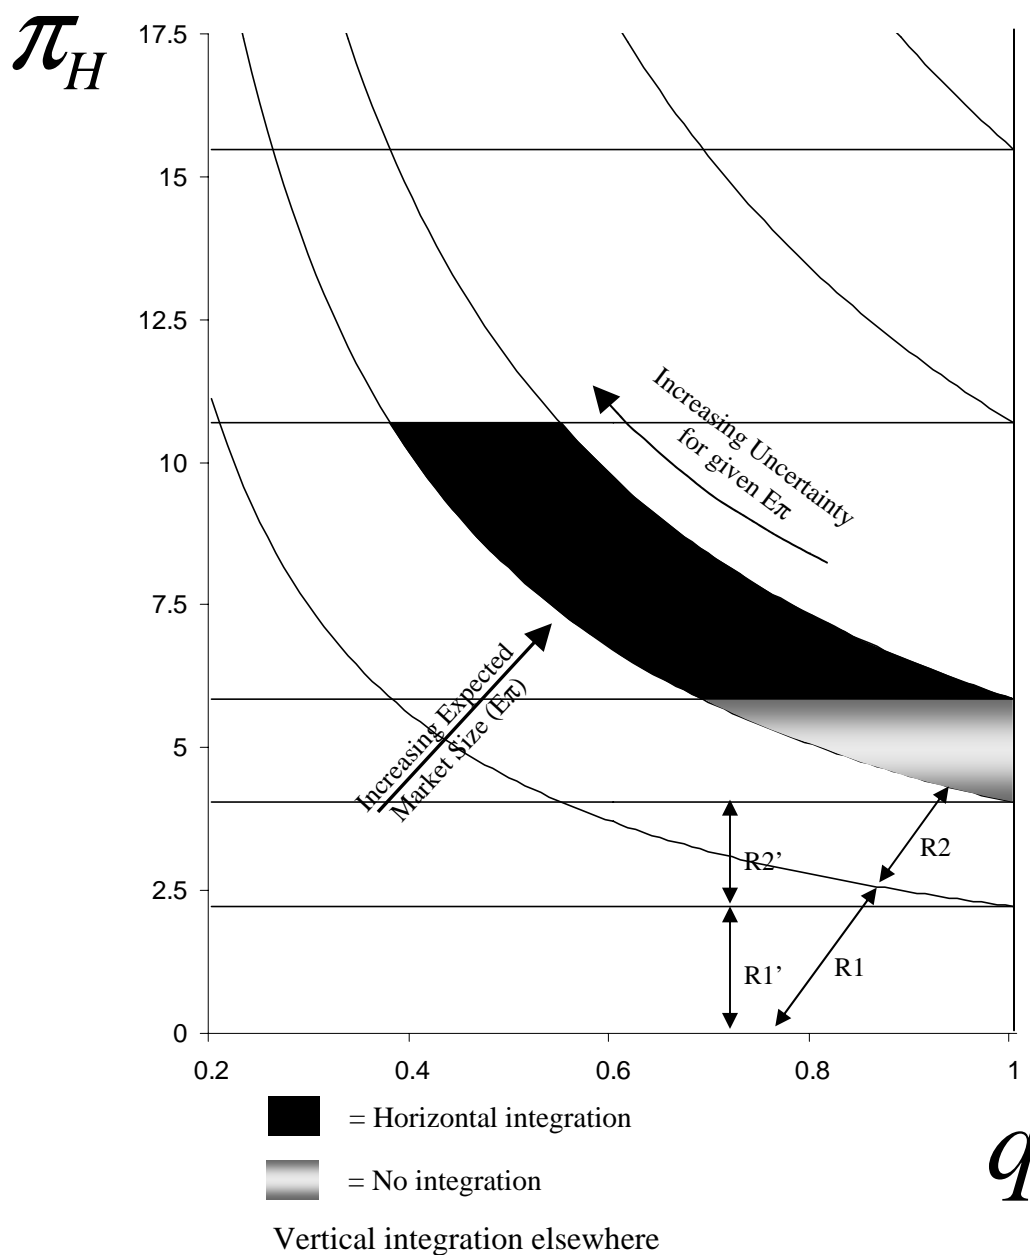 π_H
17.5
15
12.5
10
7.5
5
2.5
0
Increasing Uncertainty
for given Eπ
Increasing Expected
Market Size (Eπ)
R2’
R2
R1’
R1
0.2 0.4 0.6 0.8 1
= Horizontal integration
q
= No integration
Vertical integration elsewhere